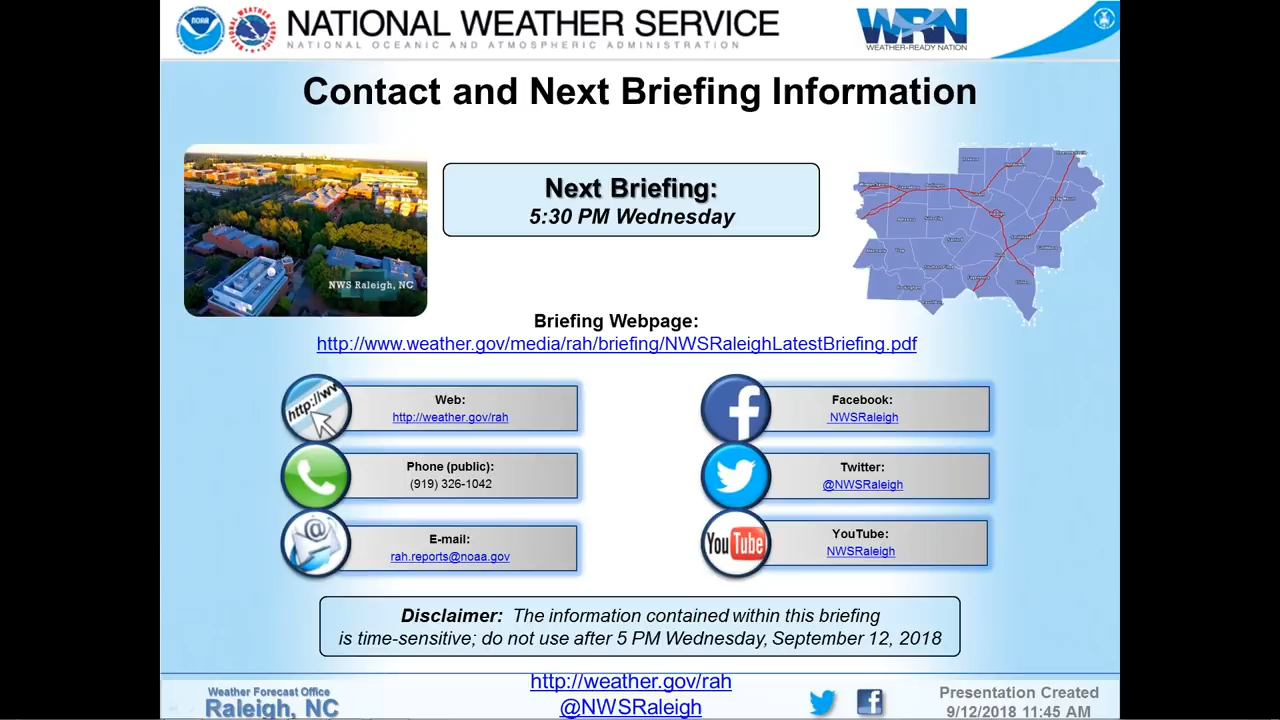 NATIONAL WEATHER SERVICE
NATIONAL OCEANIC AND ATMOSPHERIC ADMINISTRATION
NOAA
WRN
WEATHER-READY NATION
Contact and Next Briefing Information
Next Briefing:
5:30 PM Wednesday
NWS Raleigh, NC
Briefing Webpage:
http://www.weather.gov/media/rah/briefing/NWSRaleighLatestBriefing.pdf
http://ww
Web:
http://weather.gov/rah
Facebook:
NWSRaleigh
Phone (public):
(919) 326-1042
Twitter:
@NWSRaleigh
E-mail:
rah.reports@noaa.gov
You Tube
YouTube:
NWSRaleigh
Disclaimer: The information contained within this briefing
is time-sensitive; do not use after 5 PM Wednesday, September 12, 2018
Weather Forecast Office
Raleigh, NC
http://weather.gov/rah
@NWSRaleigh
Presentation Created
9/12/2018 11:45 AM